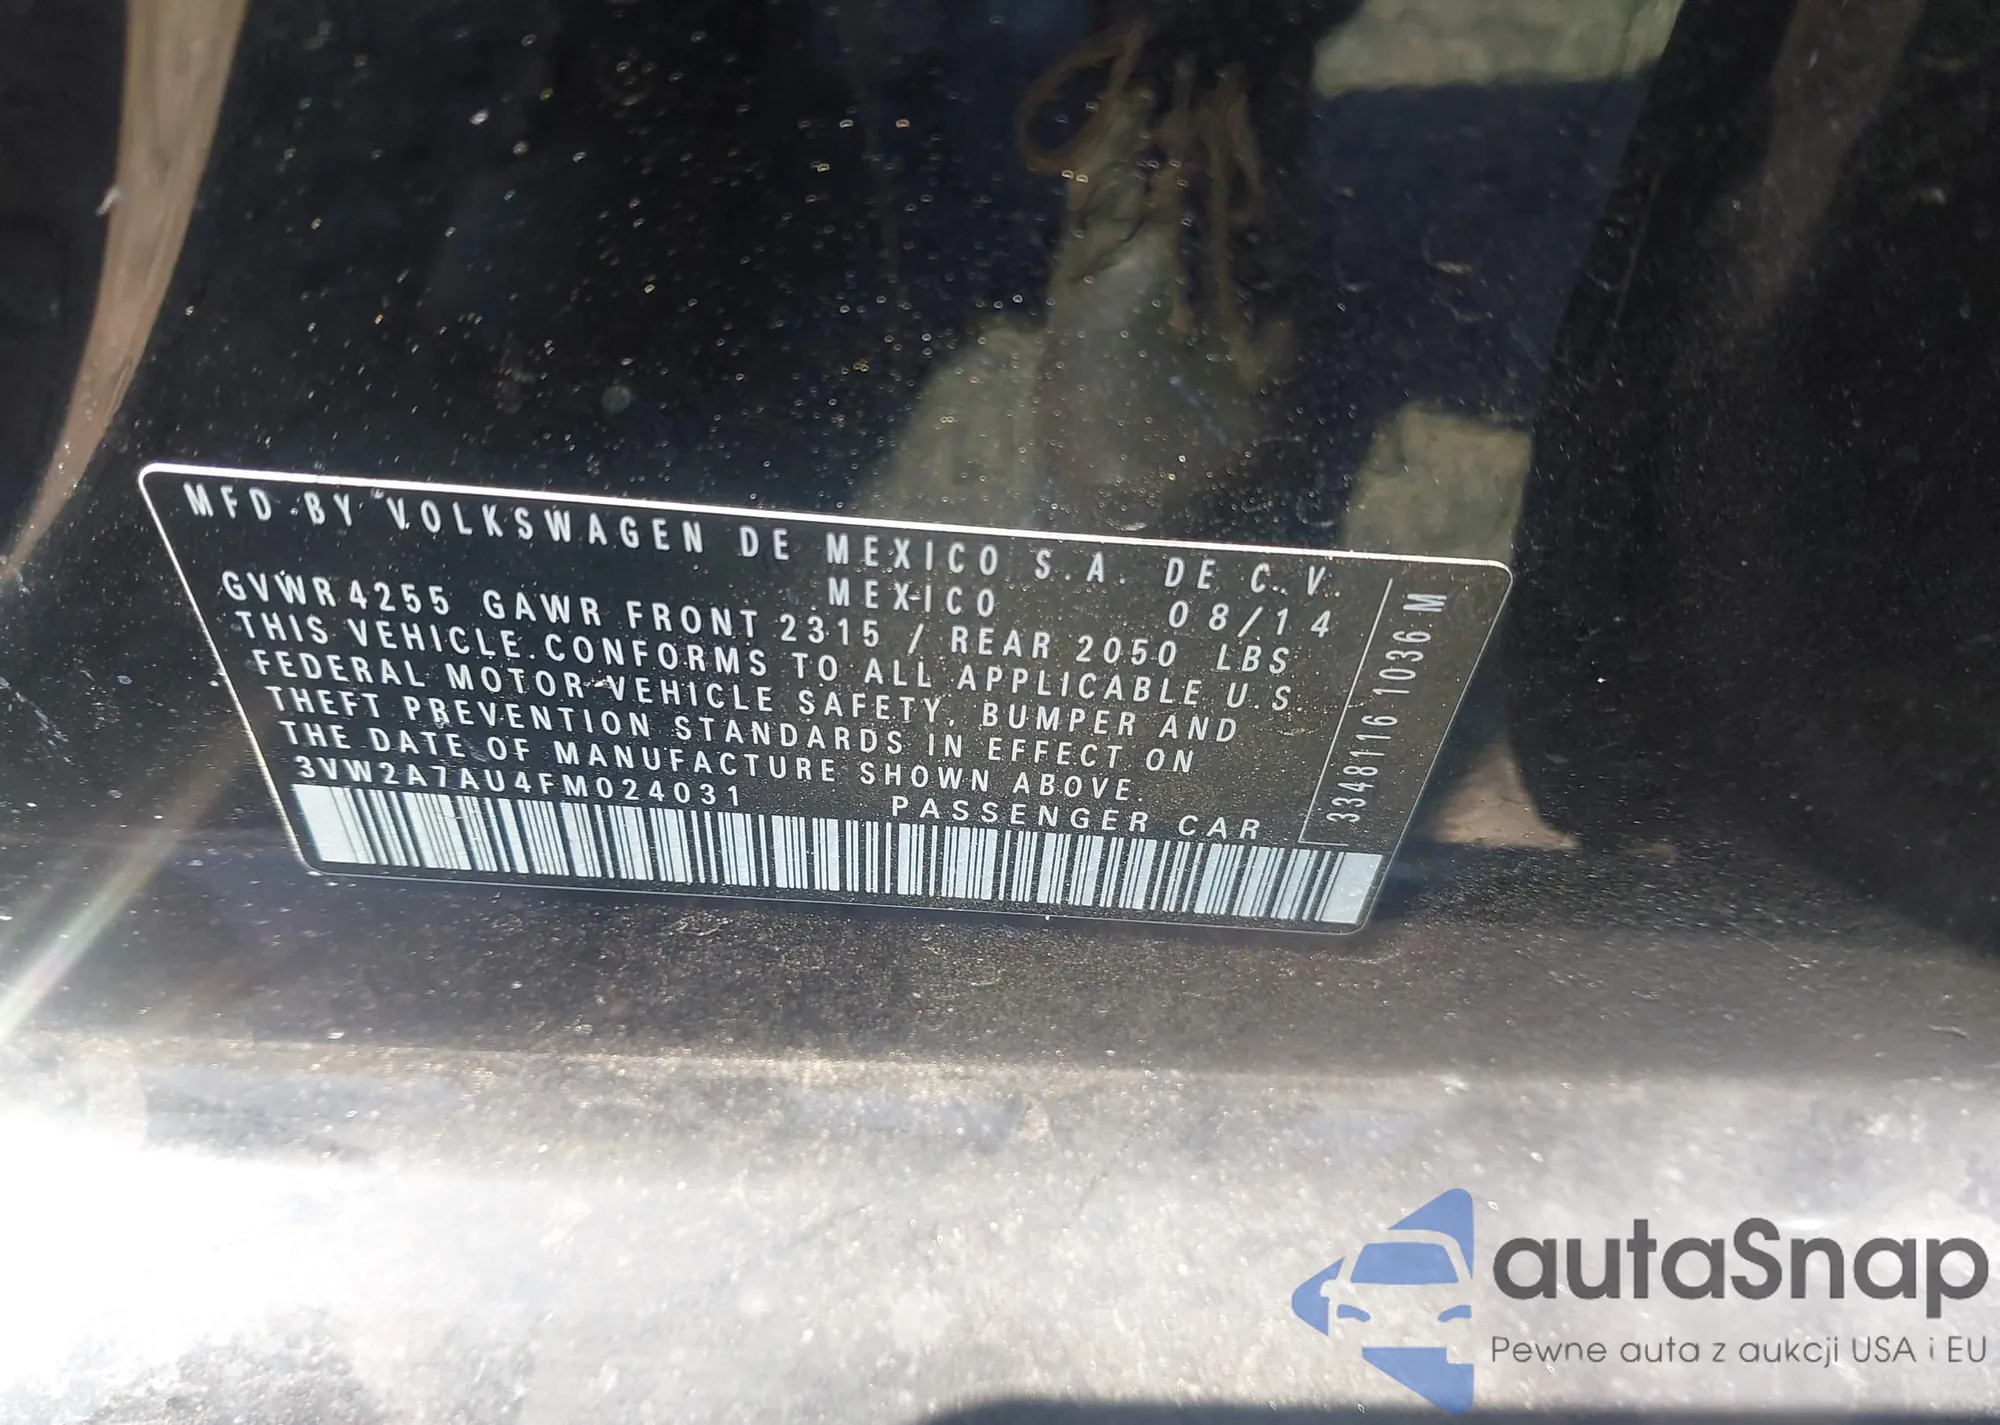 MFD BY VOLKSWAGEN DE MEXICO S.A. DE C.V.
MEXICO 08/14
GVWR 4255 GAWR FRONT 2315 / REAR 2050 LBS
THIS VEHICLE CONFORMS TO ALL APPLICABLE U.S.
FEDERAL MOTOR VEHICLE SAFETY, BUMPER AND
THEFT PREVENTION STANDARDS IN EFFECT ON
THE DATE OF MANUFACTURE SHOWN ABOVE.
3VW2A7AU4FM024031 PASSENGER CAR
3348116 1036 M
autaSnap
Pewne auta z aukcji USA i EU